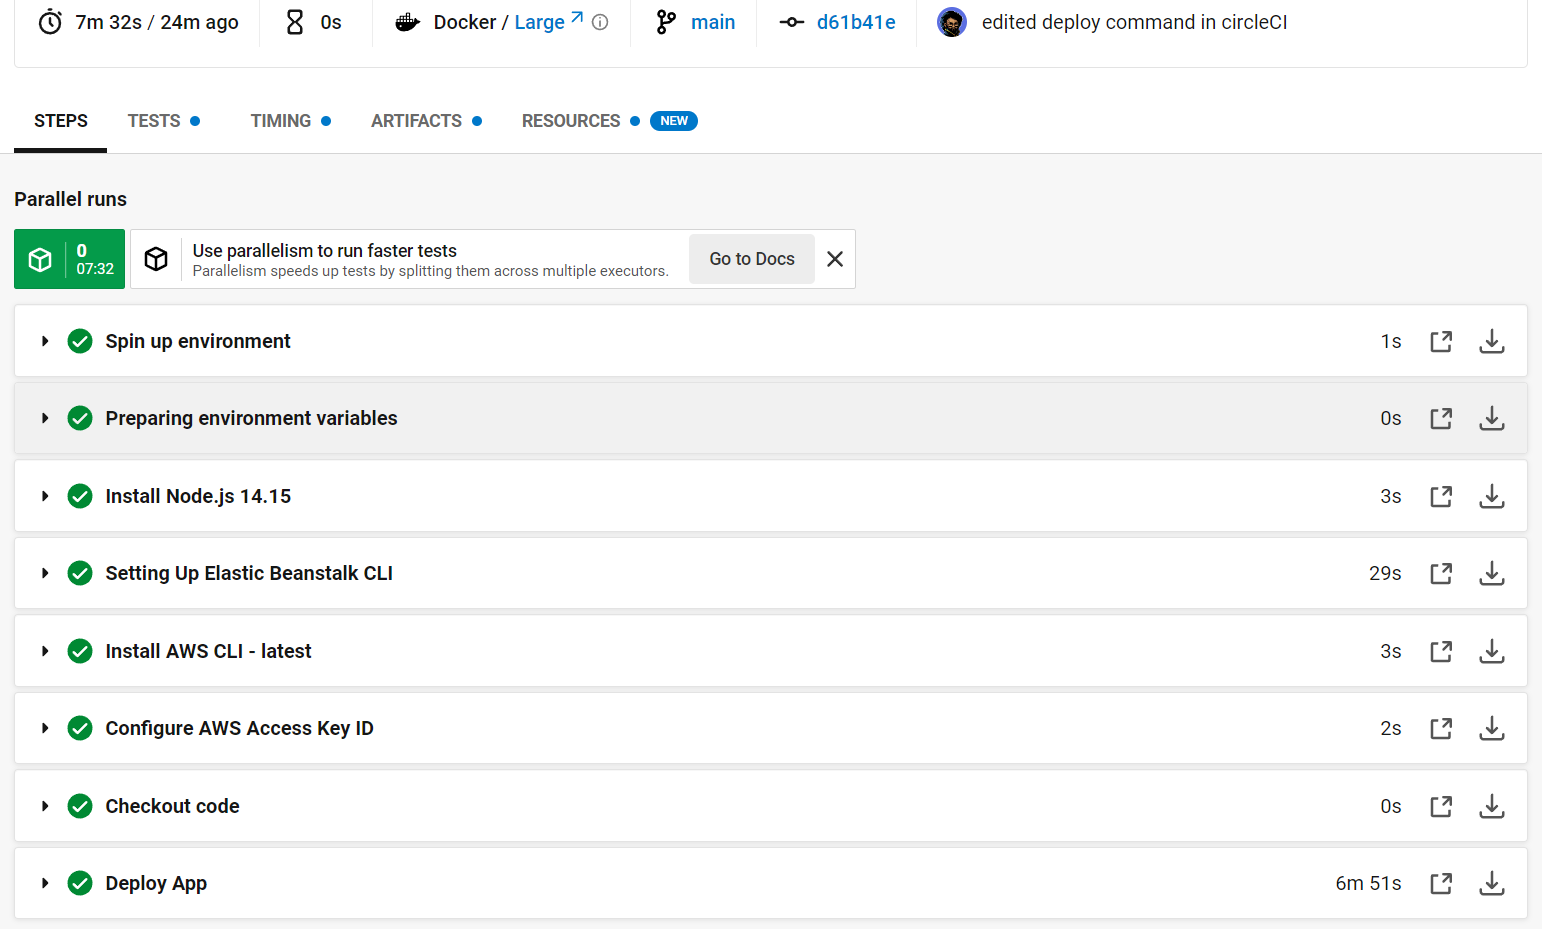 7m 32s / 24m ago 0s Docker / Large main d61b41e edited deploy command in circleCI
STEPS TESTS TIMING ARTIFACTS RESOURCES NEW
Parallel runs
0
07:32
Use parallelism to run faster tests
Parallelism speeds up tests by splitting them across multiple executors.
Go to Docs
Spin up environment 1s
Preparing environment variables 0s
Install Node.js 14.15 3s
Setting Up Elastic Beanstalk CLI 29s
Install AWS CLI - latest 3s
Configure AWS Access Key ID 2s
Checkout code 0s
Deploy App 6m 51s